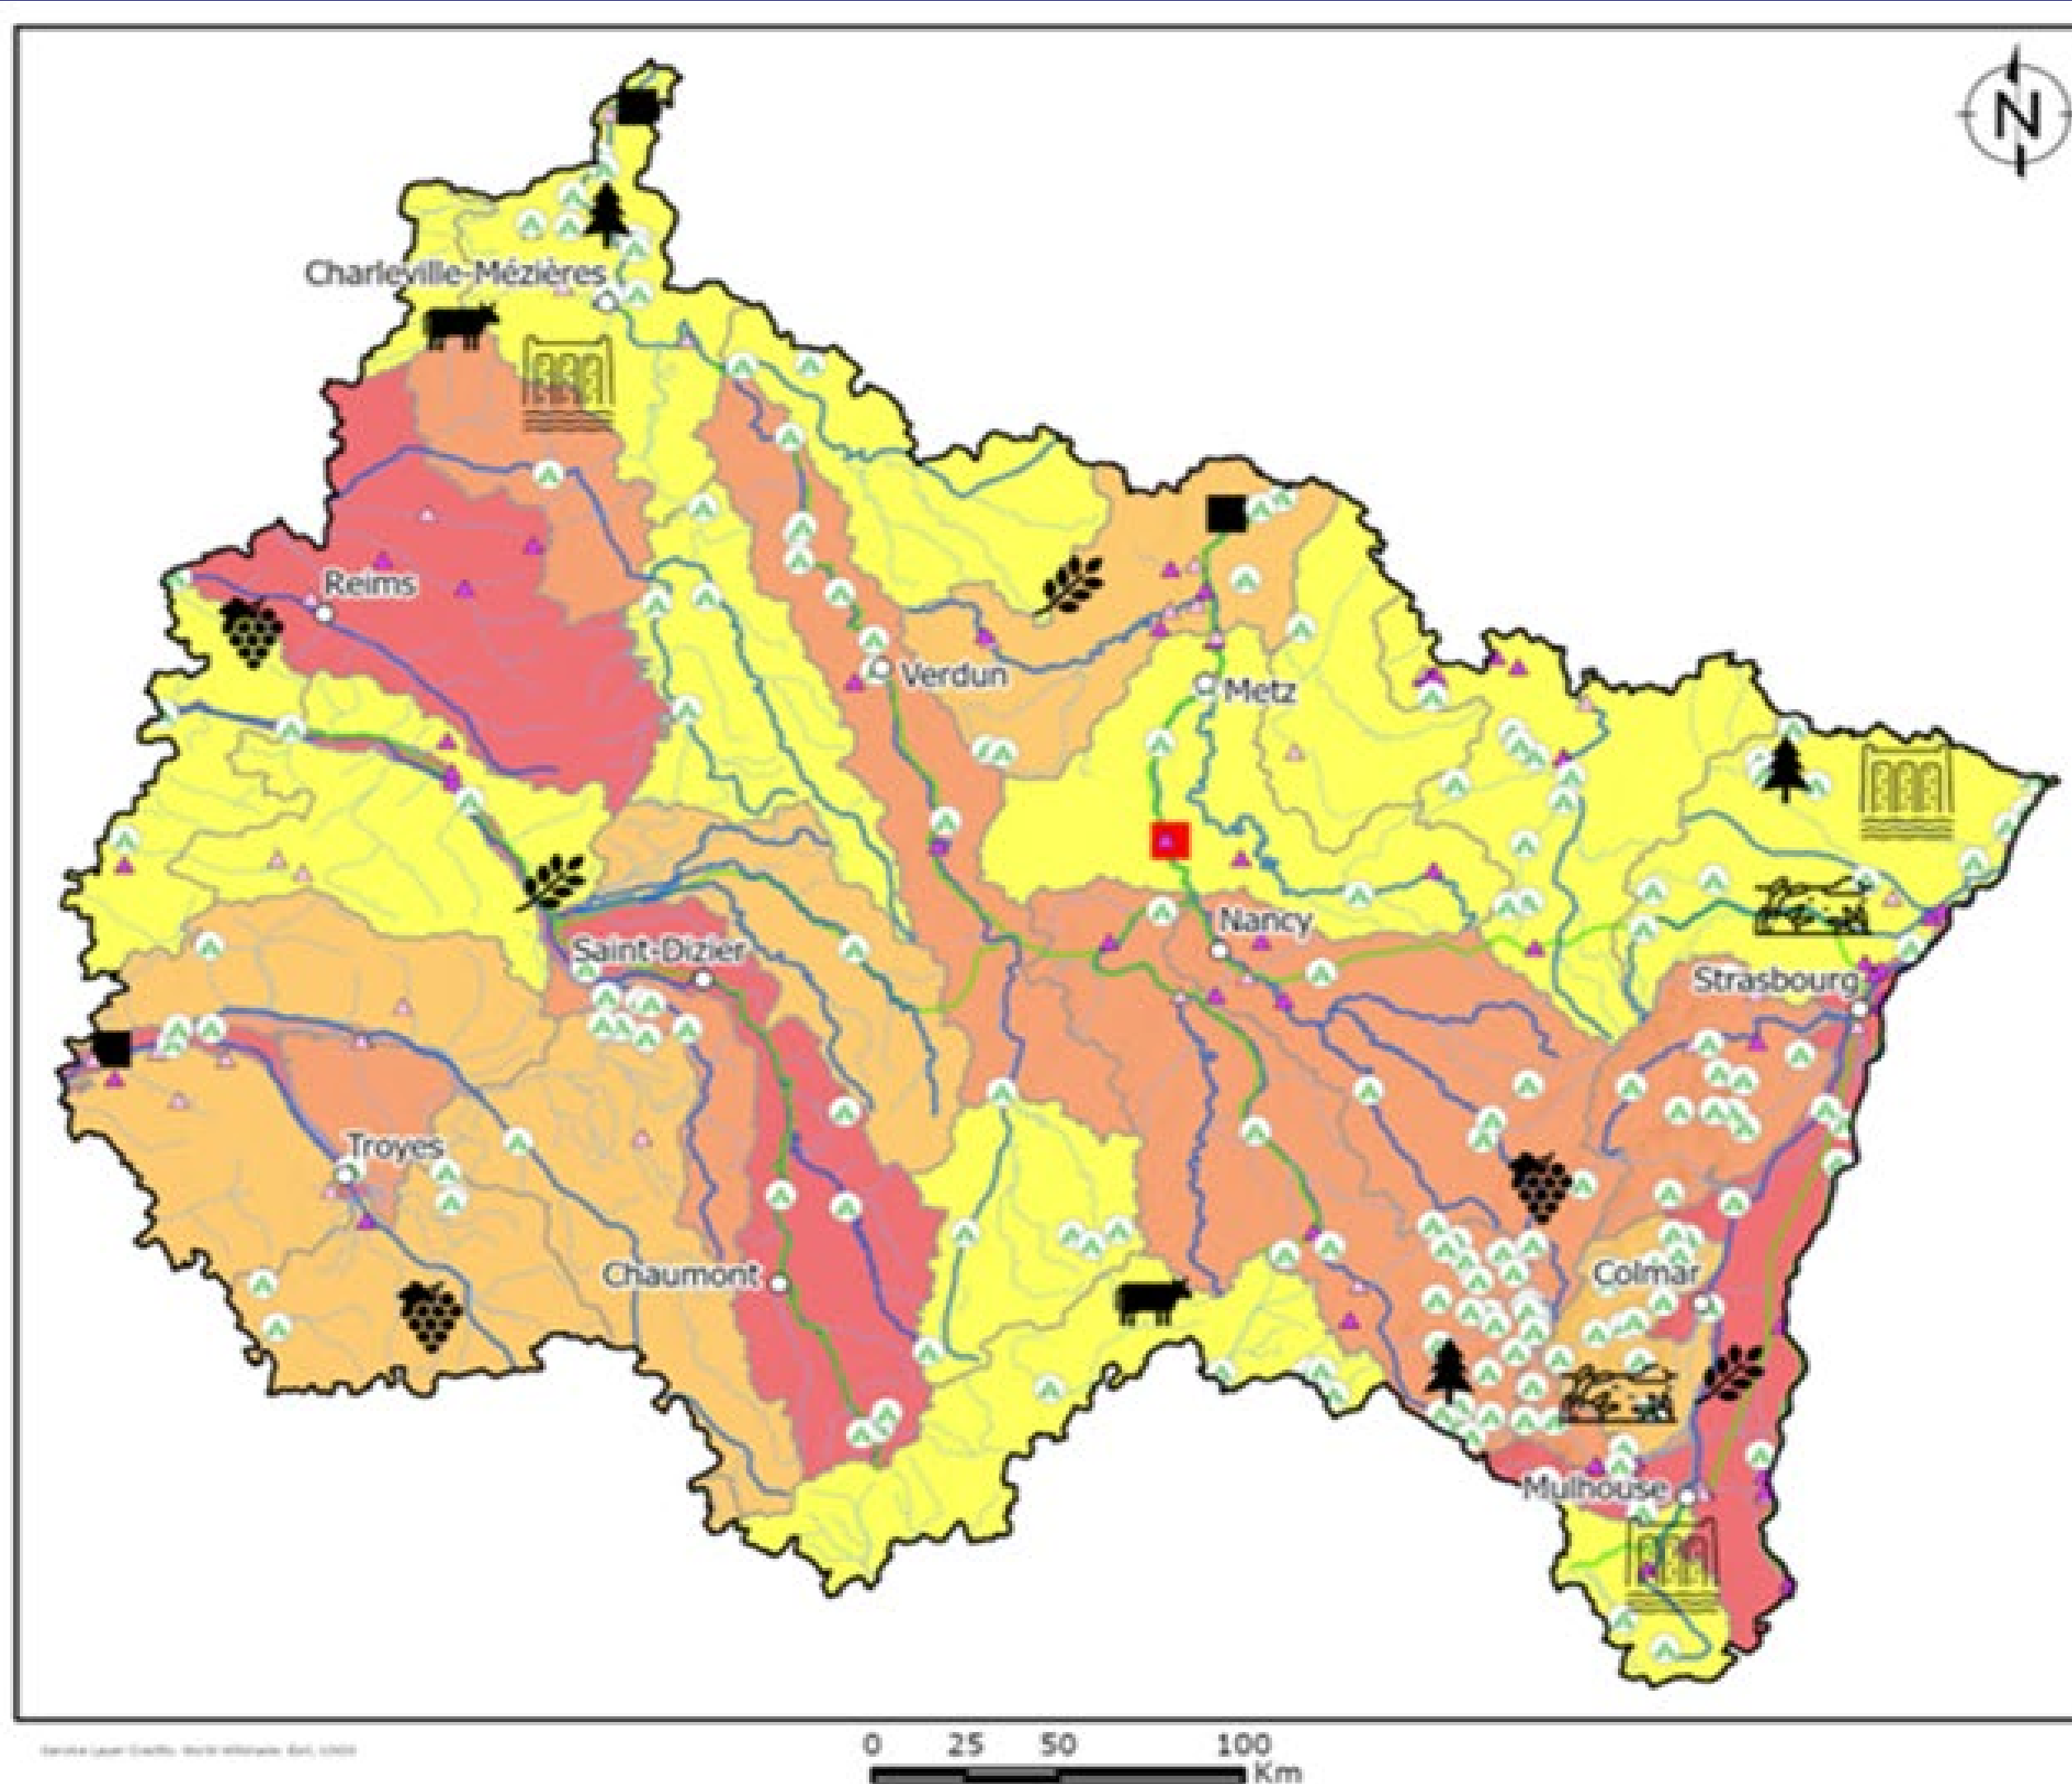 N
Charleville-Mézières
Reims
Verdun
Metz
Nancy
Saint-Dizier
Strasbourg
Troyes
Chaumont
Colmar
Mulhouse
0 25 50 100
Km